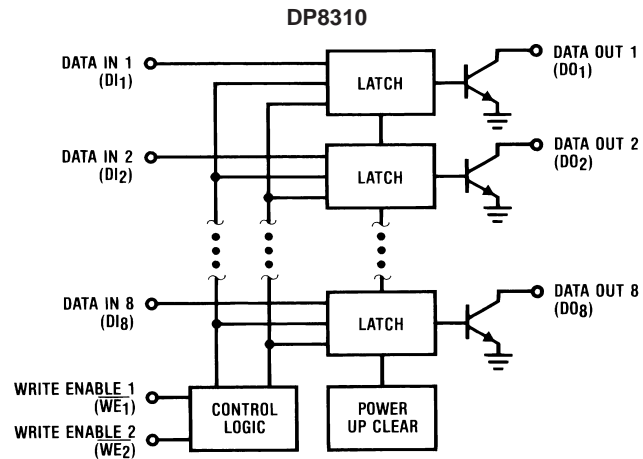 DP8310
DATA IN 1
(DI1)
DATA OUT 1
(DO1)
LATCH
DATA IN 2
(DI2)
DATA OUT 2
(DO2)
LATCH
DATA IN 8
(DI8)
DATA OUT 8
(DO8)
LATCH
WRITE ENABLE 1
(W̅E̅1)
WRITE ENABLE 2
(W̅E̅2)
CONTROL
LOGIC
POWER
UP CLEAR